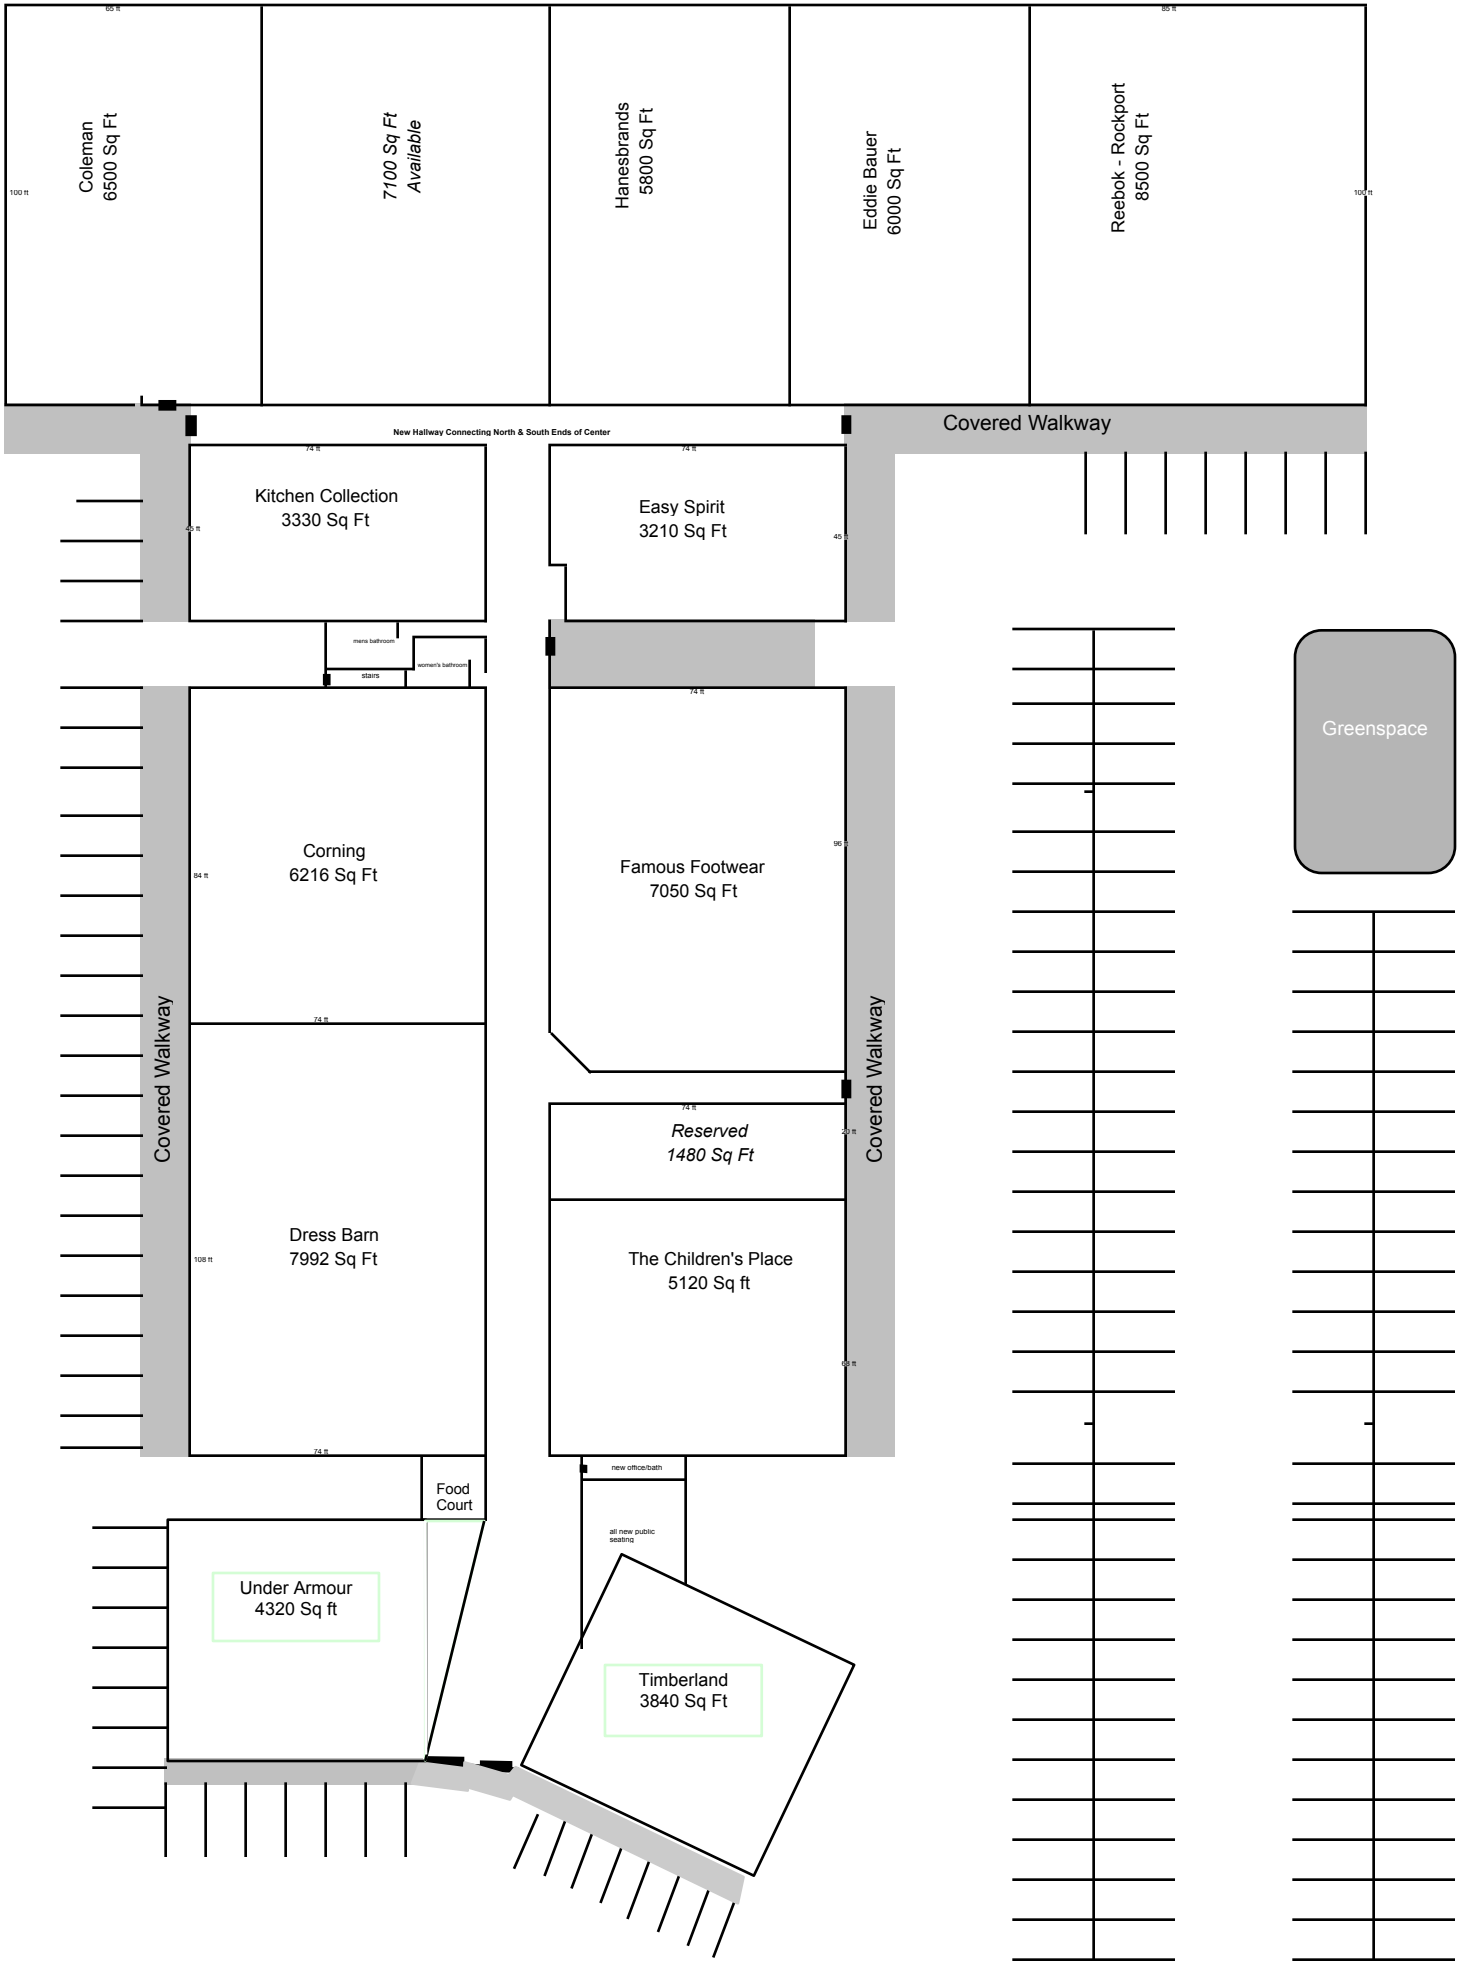 65 ft
85 ft
Coleman
6500 Sq Ft
7100 Sq Ft
Available
Hanesbrands
5800 Sq Ft
Eddie Bauer
6000 Sq Ft
Reebok - Rockport
8500 Sq Ft
100 ft
100 ft
Covered Walkway
New Hallway Connecting North & South Ends of Center
74 ft
74 ft
Kitchen Collection
3330 Sq Ft
Easy Spirit
3210 Sq Ft
45 ft
45 ft
mens bathroom
women's bathroom
stairs
74 ft
Greenspace
Corning
6216 Sq Ft
84 ft
Famous Footwear
7050 Sq Ft
96 ft
74 ft
Covered Walkway
Covered Walkway
74 ft
Reserved
1480 Sq Ft
20 ft
Dress Barn
7992 Sq Ft
108 ft
The Children's Place
5120 Sq ft
68 ft
74 ft
new office/bath
Food
Court
all new public
seating
Under Armour
4320 Sq ft
Timberland
3840 Sq Ft